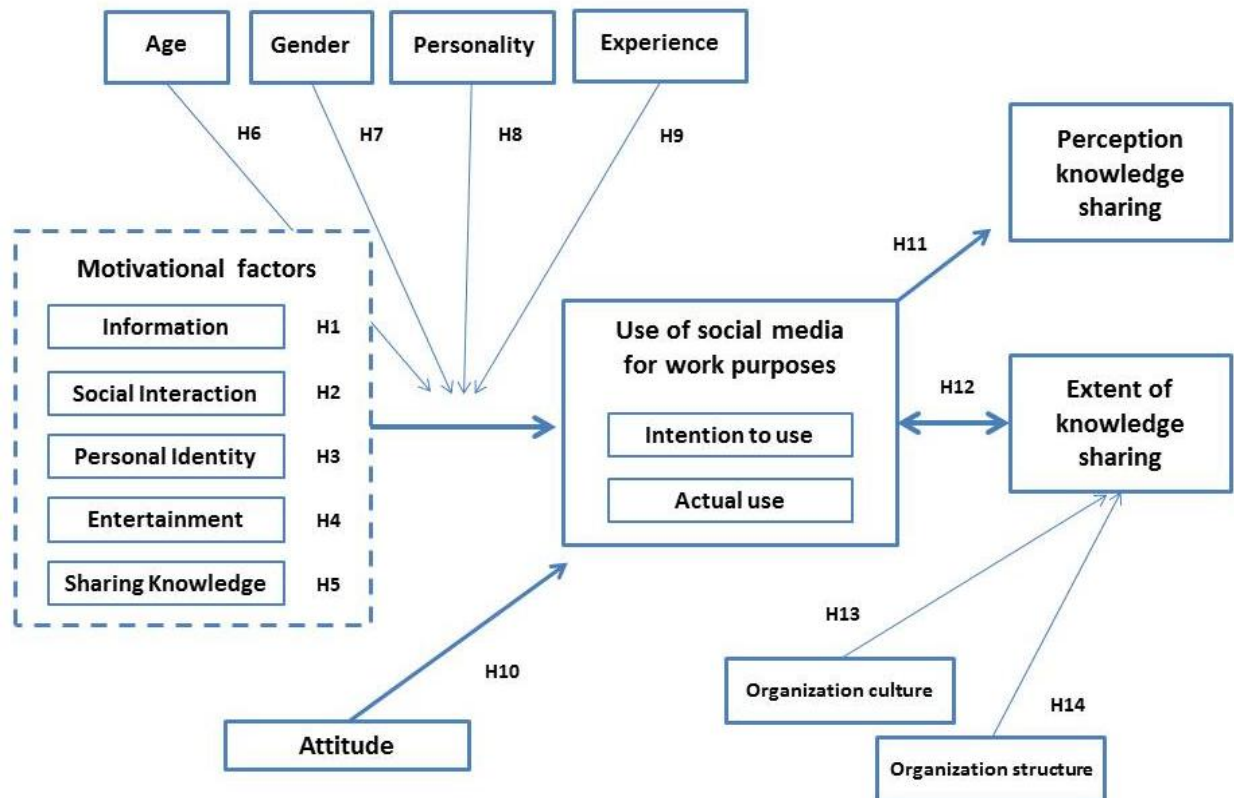 Age
Gender
Personality
Experience
H6
H7
H8
H9
Perception
knowledge
sharing
Motivational factors
Information
H1
Social Interaction
H2
Personal Identity
H3
Entertainment
H4
Sharing Knowledge
H5
Use of social media
for work purposes
Intention to use
Actual use
H11
H12
Extent of
knowledge
sharing
H10
Attitude
H13
Organization culture
H14
Organization structure